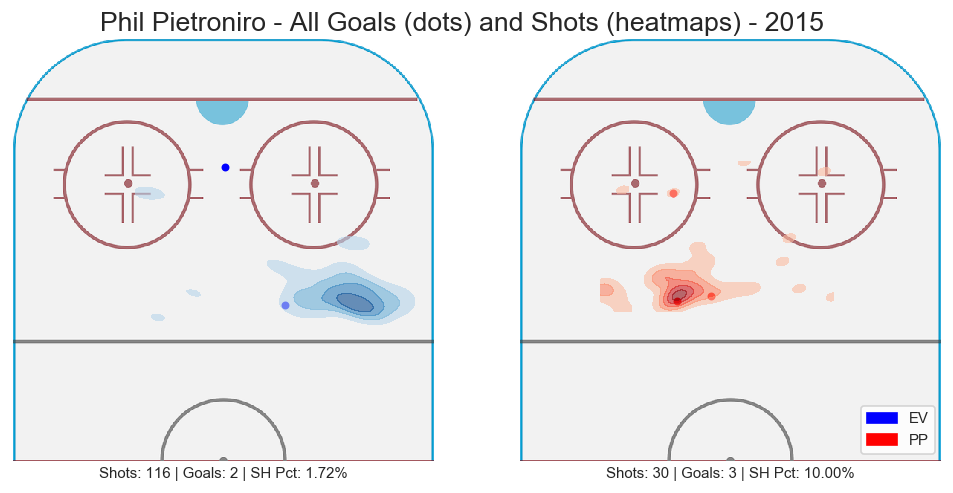 Phil Pietroniro - All Goals (dots) and Shots (heatmaps) - 2015
EV
PP
Shots: 116 | Goals: 2 | SH Pct: 1.72%
Shots: 30 | Goals: 3 | SH Pct: 10.00%